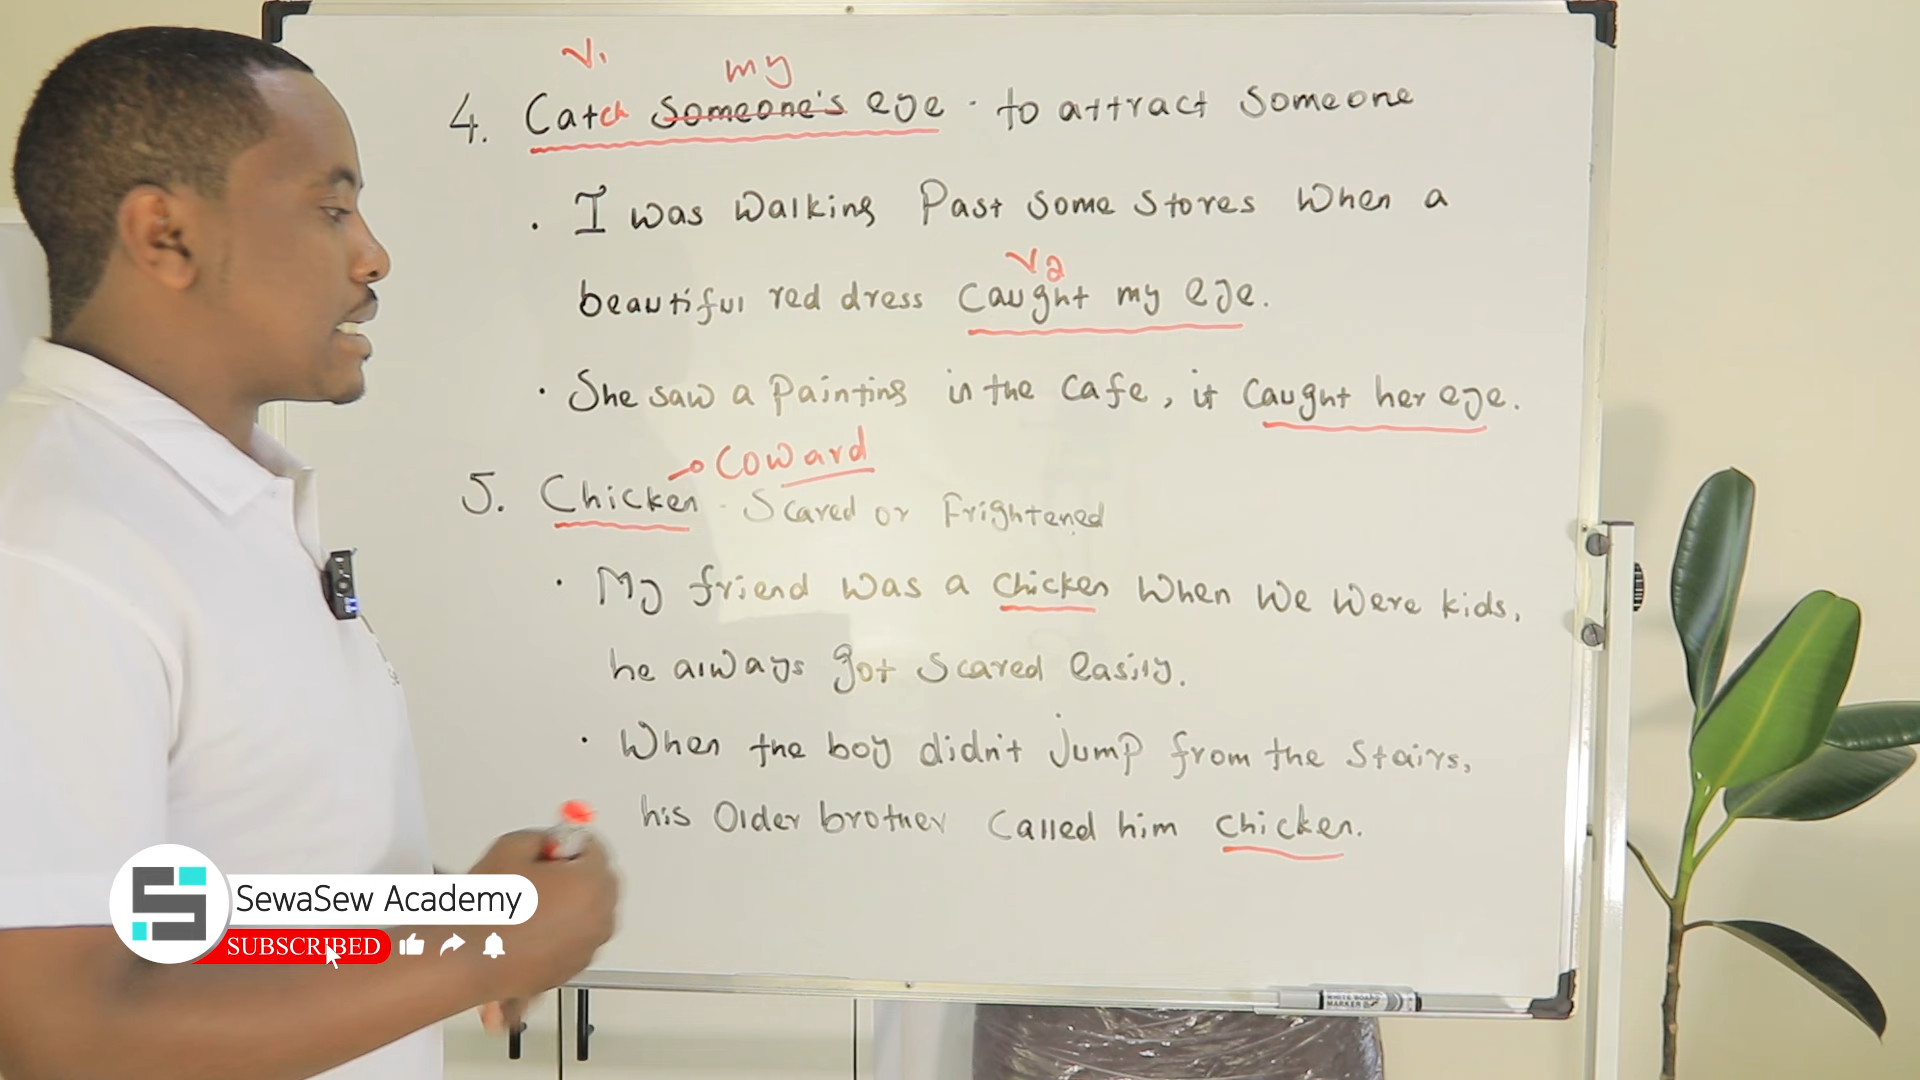 V1
my
4. Catch someone's eye - to attract someone
. I was walking Past some stores when a
V2
beautiful red dress caught my eye.
. She saw a Painting in the cafe, it caught her eye.
Coward
5. Chicken - Scared or Frightened
. My friend was a chicken when we were kids,
he always got scared easily.
. When the boy didn't jump from the stairs,
his older brother called him chicken.
SewaSew Academy
SUBSCRIBED
WHITE BOARD
MARKER